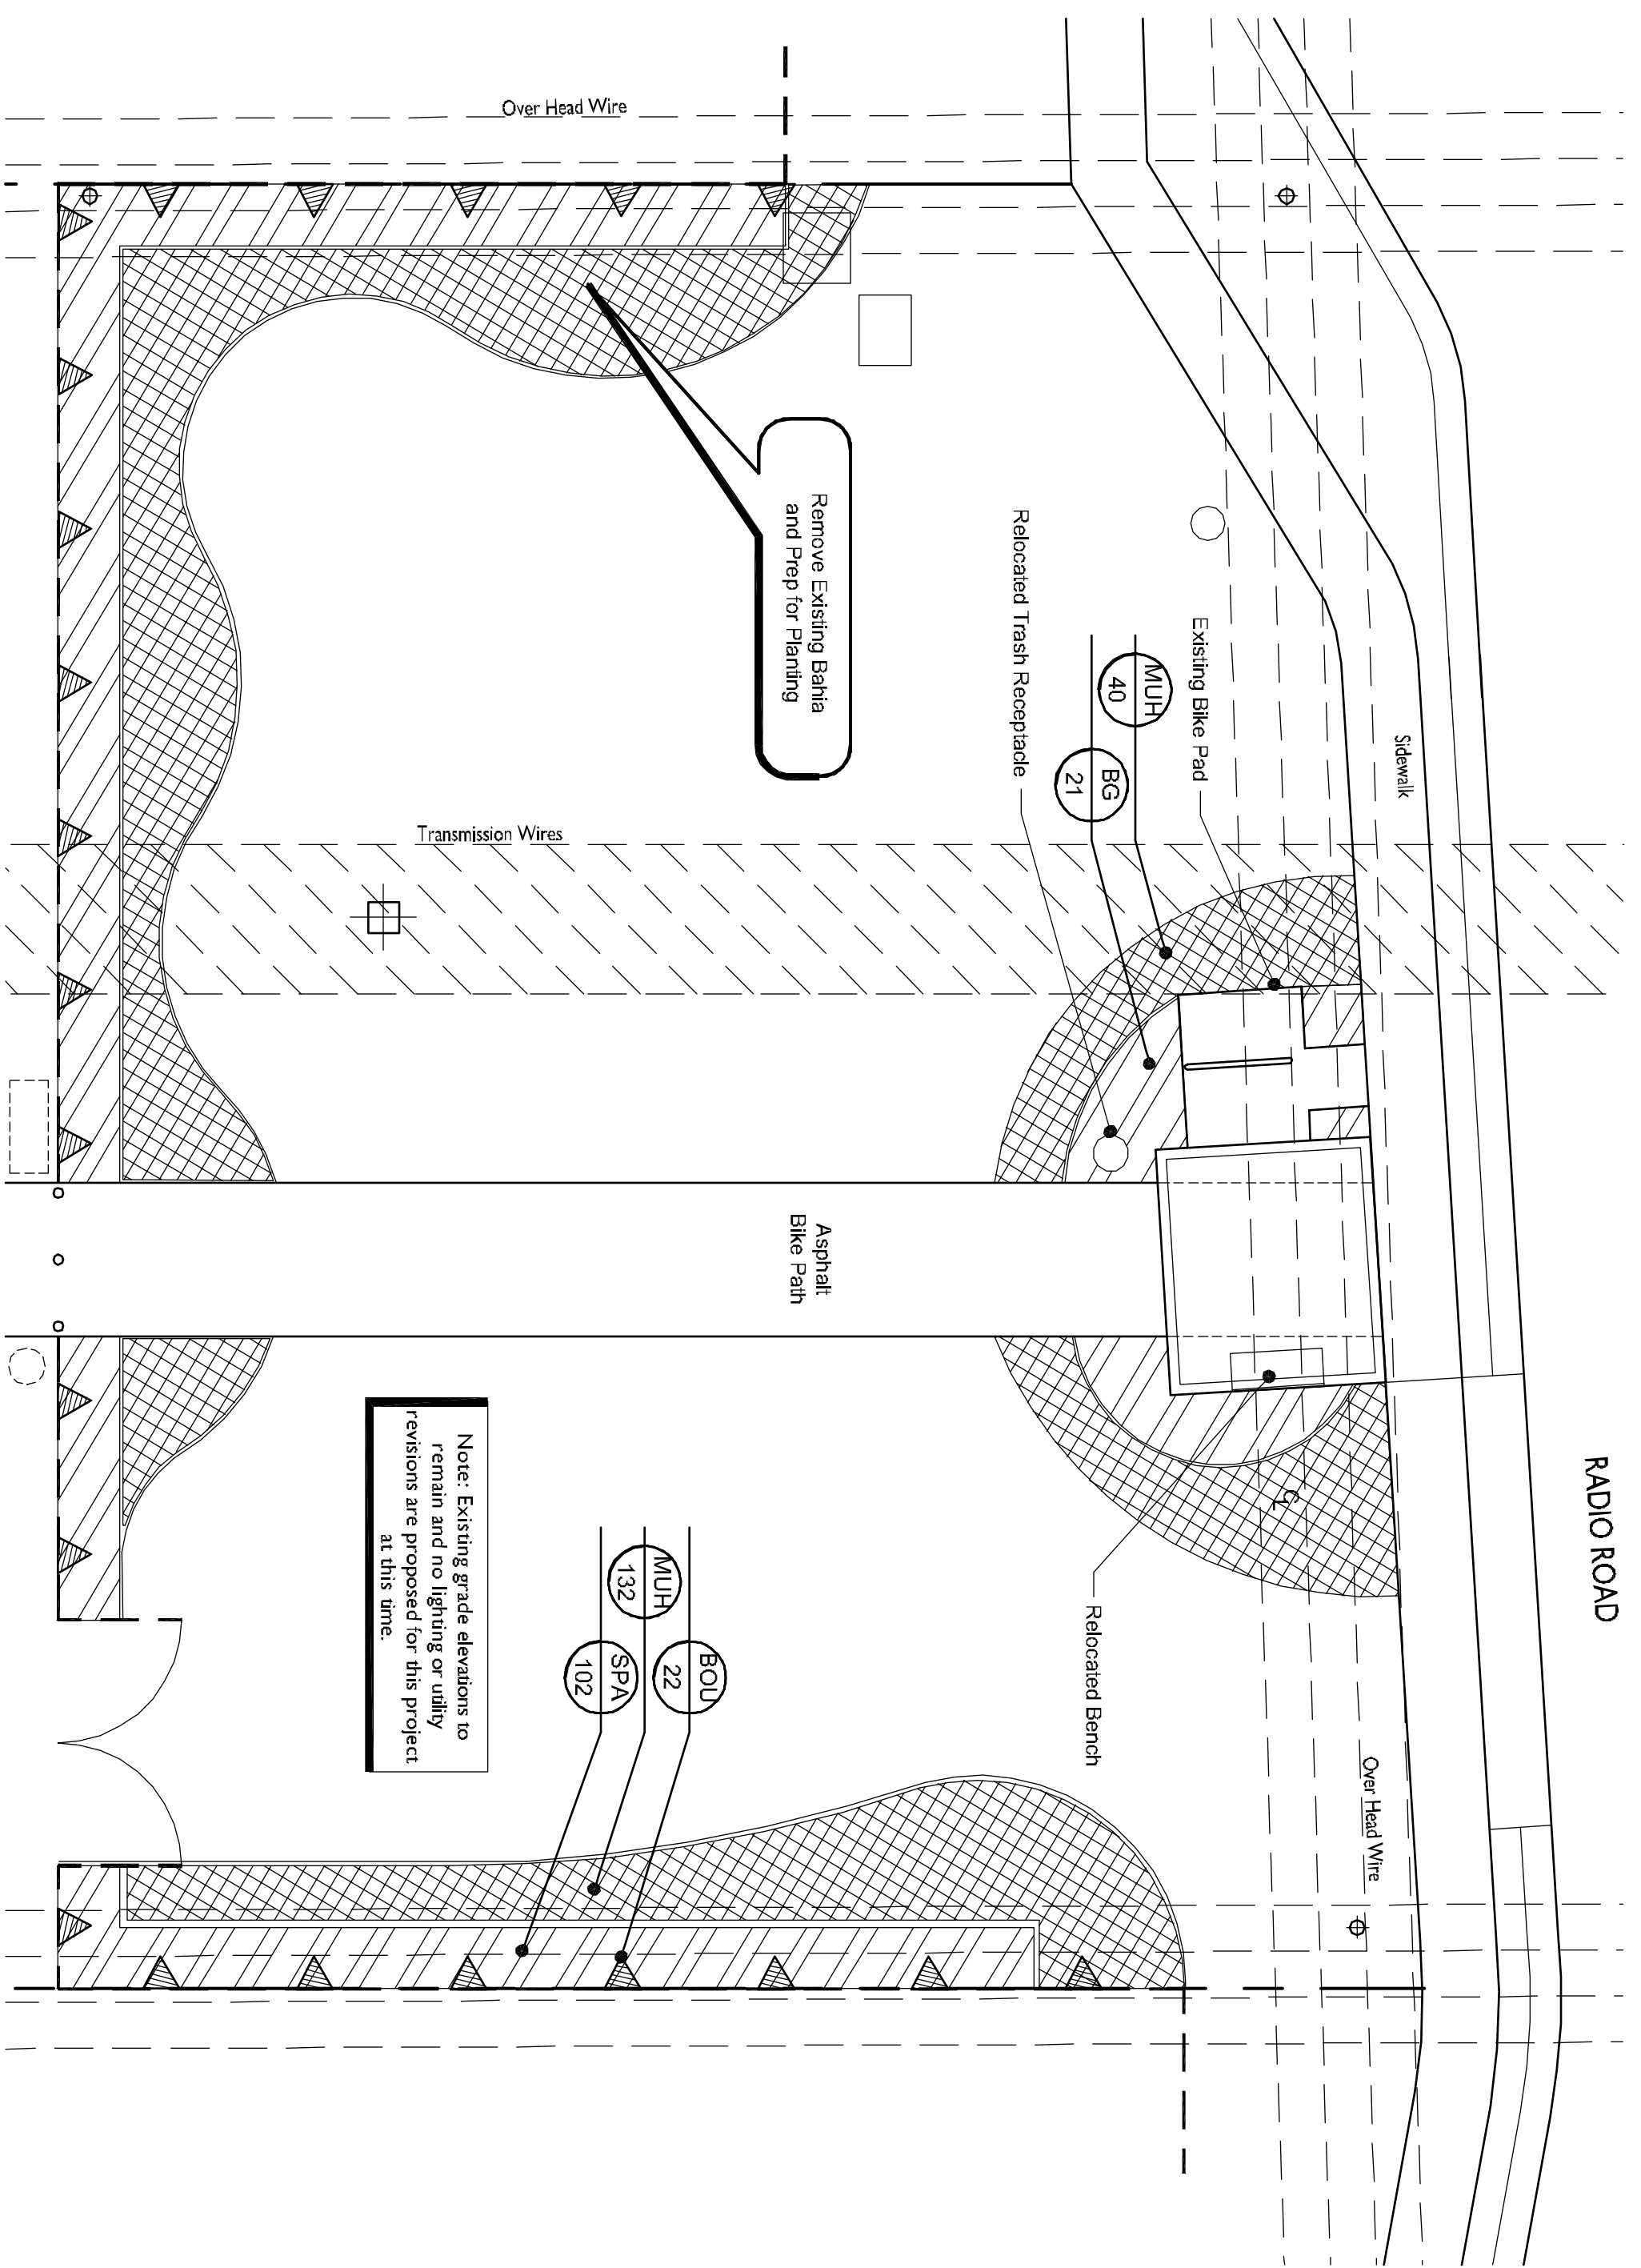 RADIO ROAD
Over Head Wire
Sidewalk
Over Head Wire
Existing Bike Pad
MUH
40
BG
21
Relocated Trash Receptacle
Relocated Bench
Remove Existing Bahia
and Prep for Planting
Asphalt
Bike Path
Transmission Wires
BOU
22
MUH
132
SPA
102
Note: Existing grade elevations to
remain and no lighting or utility
revisions are proposed for this project
at this time.
CL